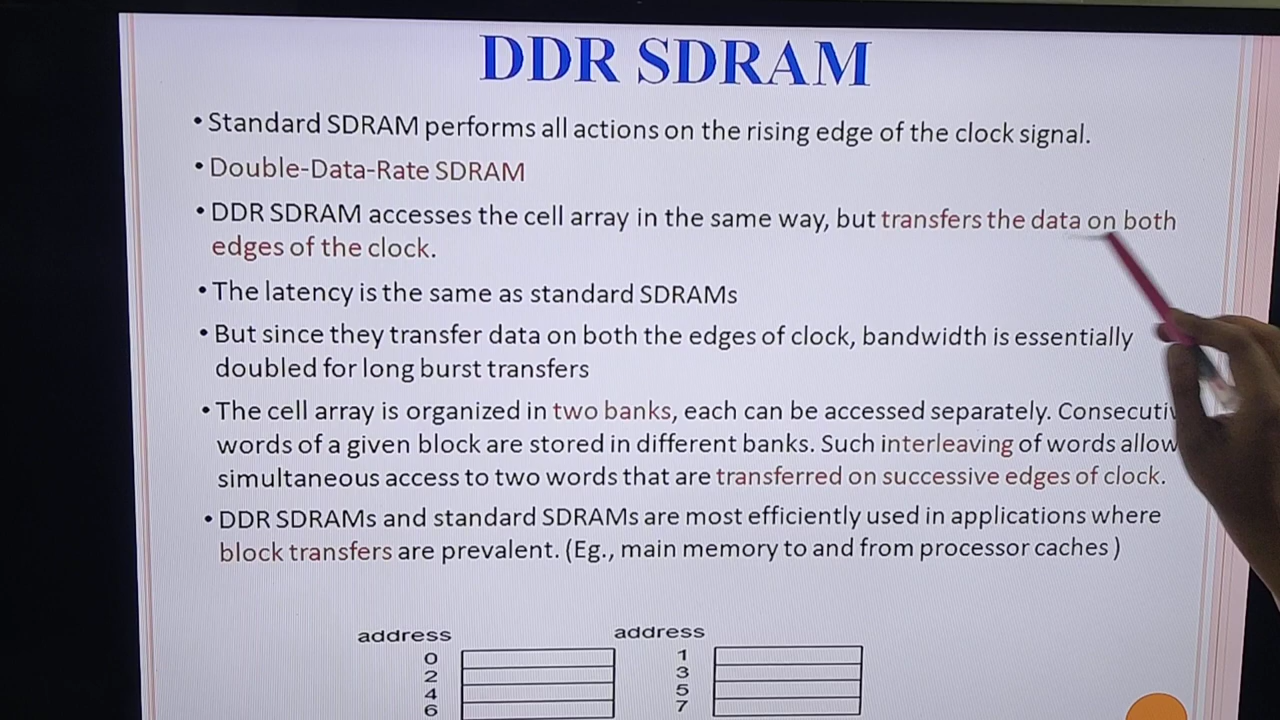 DDR SDRAM
• Standard SDRAM performs all actions on the rising edge of the clock signal.
• Double-Data-Rate SDRAM
• DDR SDRAM accesses the cell array in the same way, but transfers the data on both
edges of the clock.
• The latency is the same as standard SDRAMs
• But since they transfer data on both the edges of clock, bandwidth is essentially
doubled for long burst transfers
• The cell array is organized in two banks, each can be accessed separately. Consecuti
words of a given block are stored in different banks. Such interleaving of words allow
simultaneous access to two words that are transferred on successive edges of clock.
• DDR SDRAMs and standard SDRAMs are most efficiently used in applications where
block transfers are prevalent. (Eg., main memory to and from processor caches )
address address
0 1
2 3
4 5
6 7